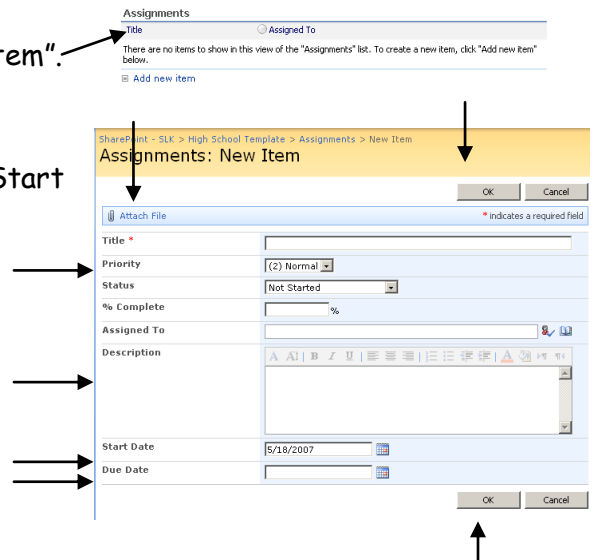 Assignments
Title Assigned To
There are no items to show in this view of the "Assignments" list. To create a new item, click "Add new item"
below.
Add new item
tem".
SharePoint - SLK > High School Template > Assignments > New Item
Assignments: New Item
Start
OK Cancel
Attach File * indicates a required field
Title *
Priority (2) Normal
Status Not Started
% Complete %
Assigned To
Description
A A B I U A
Start Date 5/18/2007
Due Date
OK Cancel